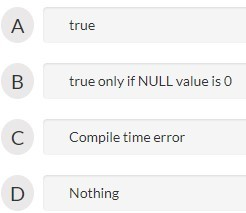 A true
B true only if NULL value is 0
C Compile time error
D Nothing